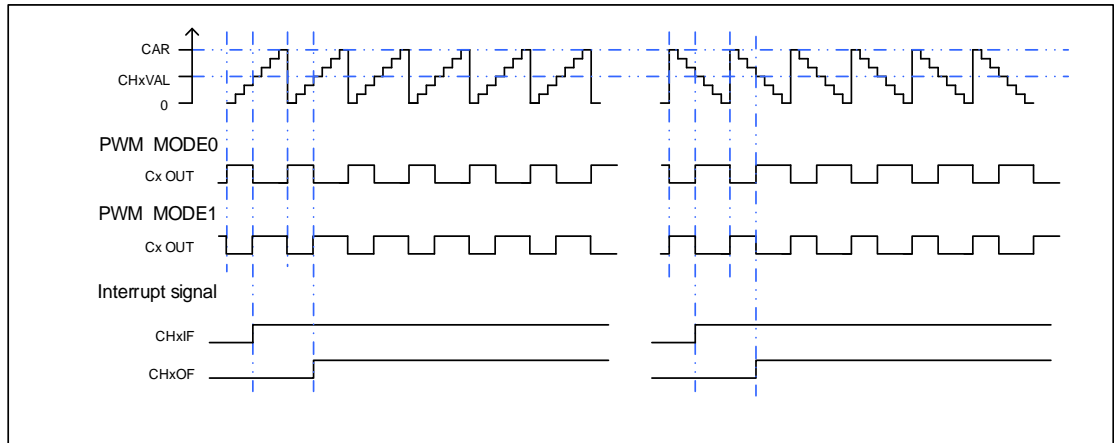 CAR
CHxVAL
0
PWM MODE0
Cx OUT
PWM MODE1
Cx OUT
Interrupt signal
CHxIF
CHxOF